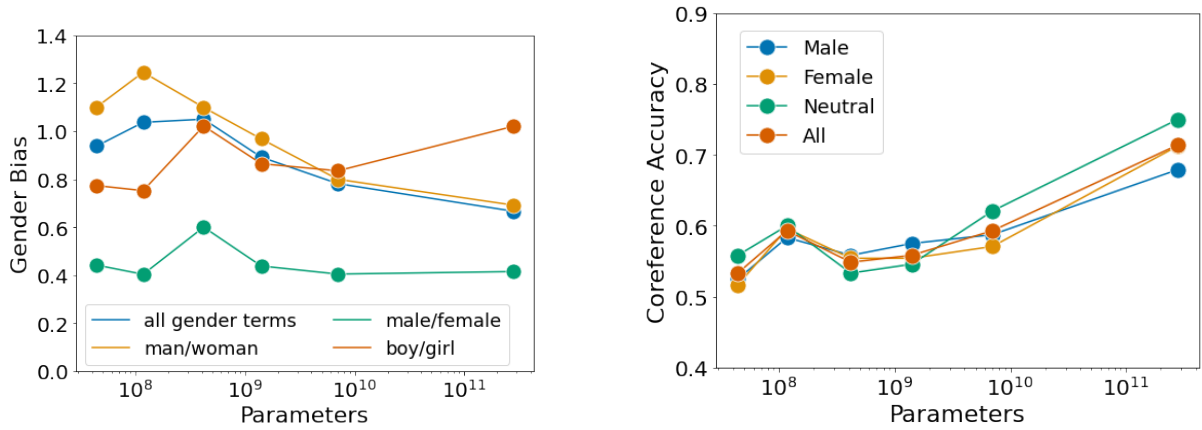 1.4
1.2
1.0
0.8
0.6
0.4
0.2
0.0
Gender Bias
all gender terms
man/woman
male/female
boy/girl
10^8
10^9
10^10
10^11
Parameters
0.9
0.8
0.7
0.6
0.5
0.4
Coreference Accuracy
Male
Female
Neutral
All
10^8
10^9
10^10
10^11
Parameters